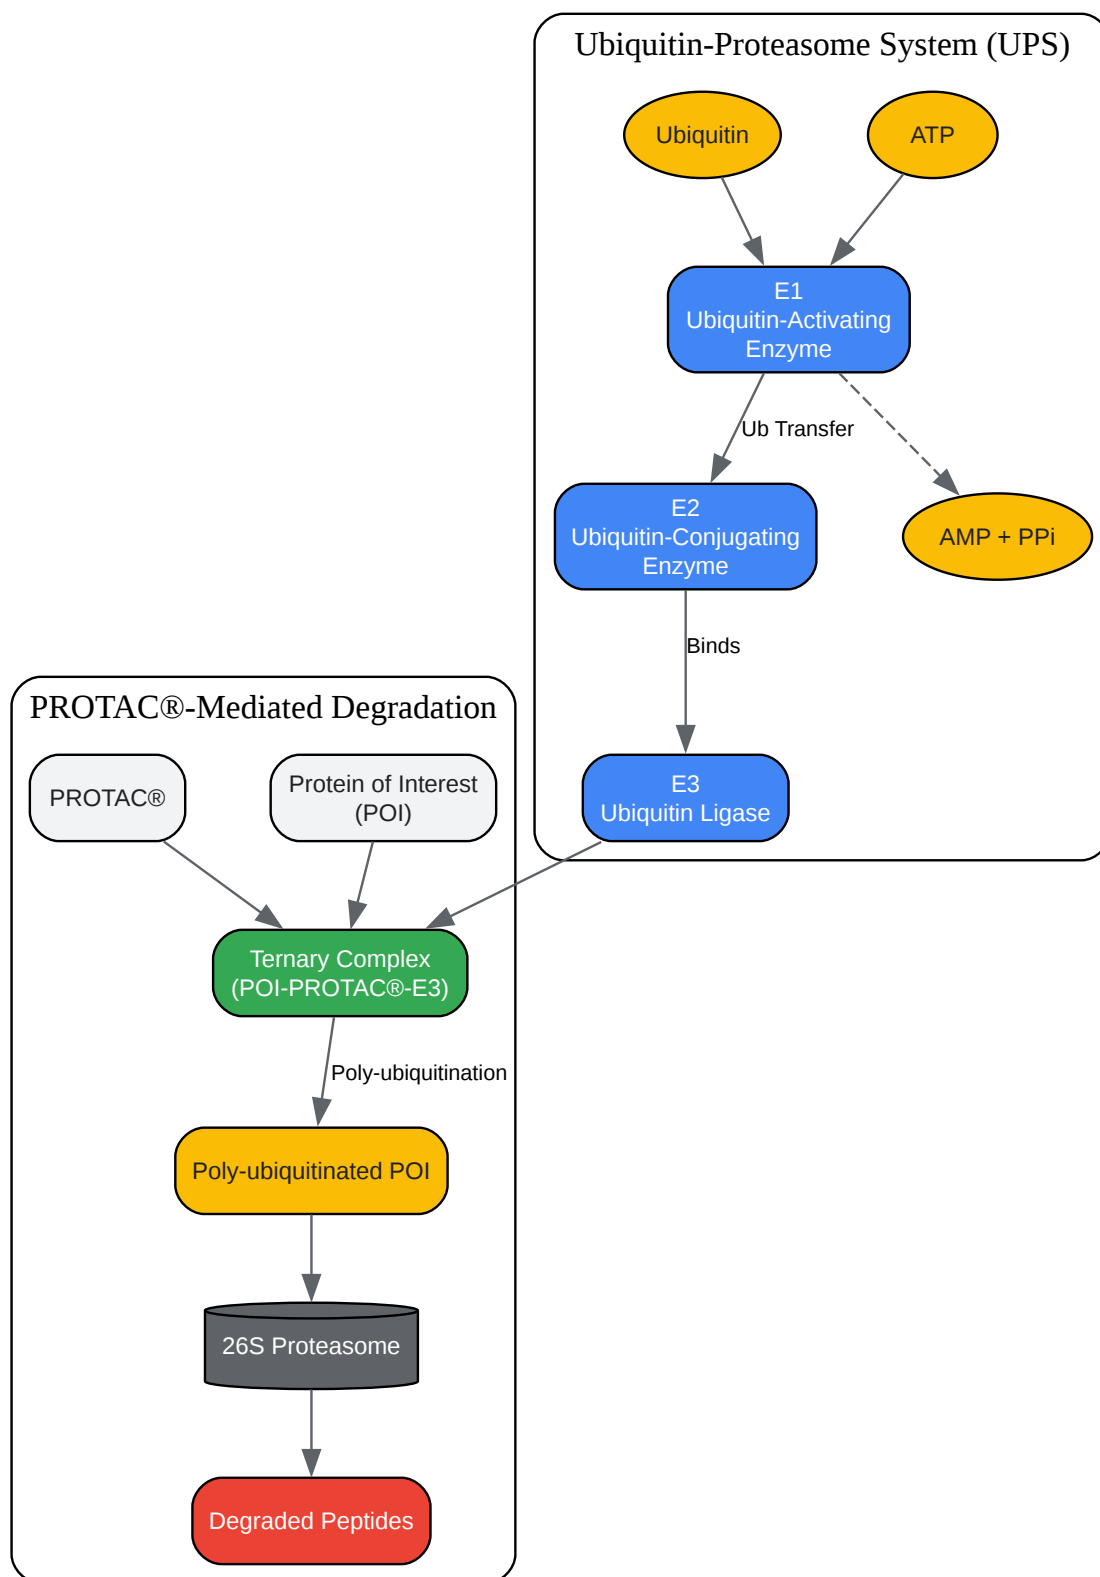 Ubiquitin-Proteasome System (UPS)
Ubiquitin
ATP
E1
Ubiquitin-Activating
Enzyme
Ub Transfer
E2
Ubiquitin-Conjugating
Enzyme
AMP + PPi
Binds
E3
Ubiquitin Ligase
PROTAC®-Mediated Degradation
PROTAC®
Protein of Interest
(POI)
Ternary Complex
(POI-PROTAC®-E3)
Poly-ubiquitination
Poly-ubiquitinated POI
26S Proteasome
Degraded Peptides